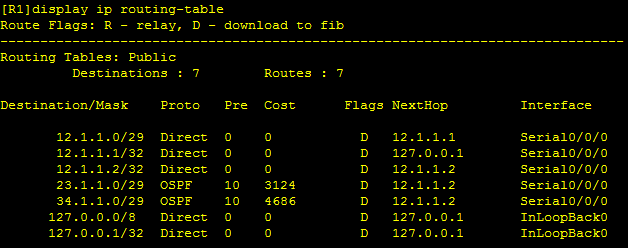 [R1]display ip routing-table
Route Flags: R - relay, D - download to fib
------------------------------------------------------------------------------
Routing Tables: Public
         Destinations : 7        Routes : 7

Destination/Mask    Proto   Pre  Cost      Flags NextHop         Interface

       12.1.1.0/29  Direct  0    0           D   12.1.1.1        Serial0/0/0
       12.1.1.1/32  Direct  0    0           D   127.0.0.1       Serial0/0/0
       12.1.1.2/32  Direct  0    0           D   12.1.1.2        Serial0/0/0
       23.1.1.0/29  OSPF    10   3124        D   12.1.1.2        Serial0/0/0
       34.1.1.0/29  OSPF    10   4686        D   12.1.1.2        Serial0/0/0
      127.0.0.0/8   Direct  0    0           D   127.0.0.1       InLoopBack0
      127.0.0.1/32  Direct  0    0           D   127.0.0.1       InLoopBack0